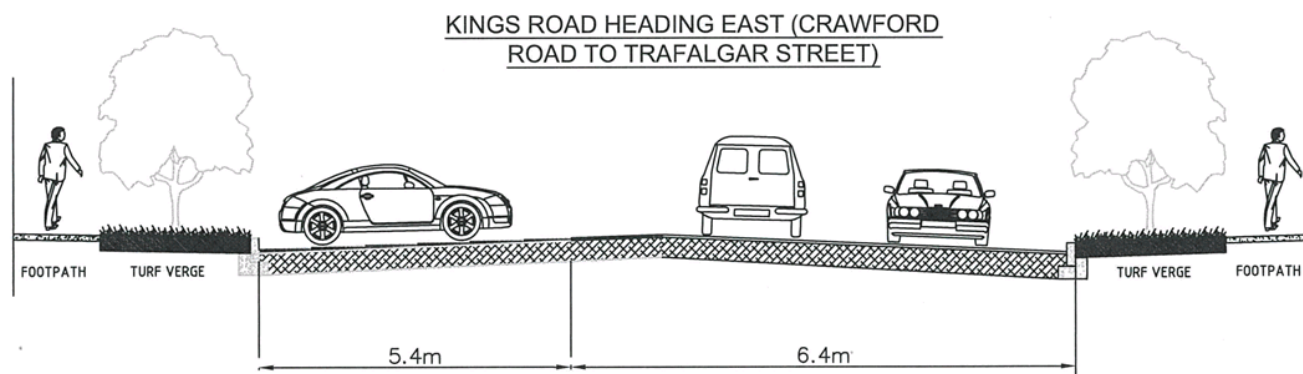 KINGS ROAD HEADING EAST (CRAWFORD
ROAD TO TRAFALGAR STREET)
FOOTPATH
TURF VERGE
TURF VERGE
FOOTPATH
5.4m
6.4m